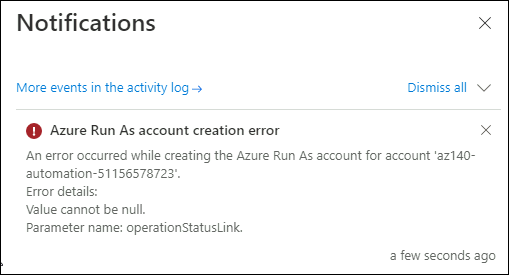 Notifications
More events in the activity log →
Dismiss all
Azure Run As account creation error
An error occurred while creating the Azure Run As account for account 'az140-
automation-51156578723'.
Error details:
Value cannot be null.
Parameter name: operationStatusLink.
a few seconds ago